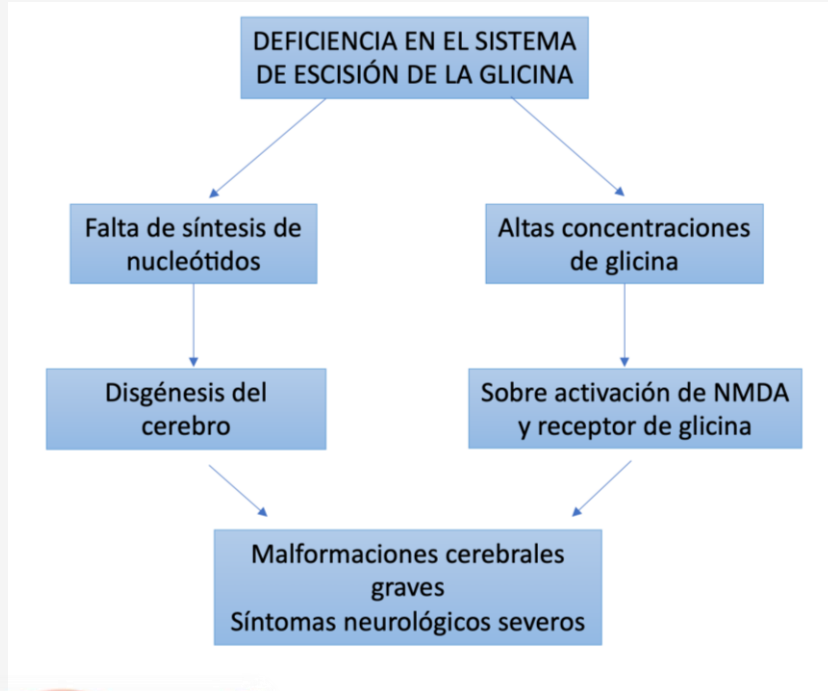 DEFICIENCIA EN EL SISTEMA
DE ESCISIÓN DE LA GLICINA
Falta de síntesis de
nucleótidos
Altas concentraciones
de glicina
Disgénesis del
cerebro
Sobre activación de NMDA
y receptor de glicina
Malformaciones cerebrales
graves
Síntomas neurológicos severos